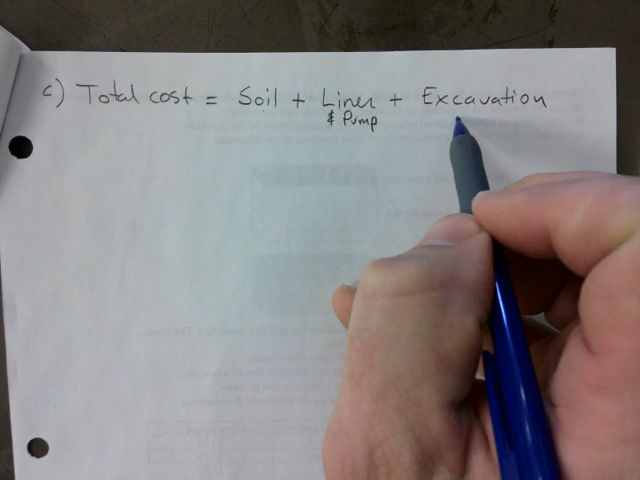 c) Total cost = Soil + Liner + Excavation
& Pump